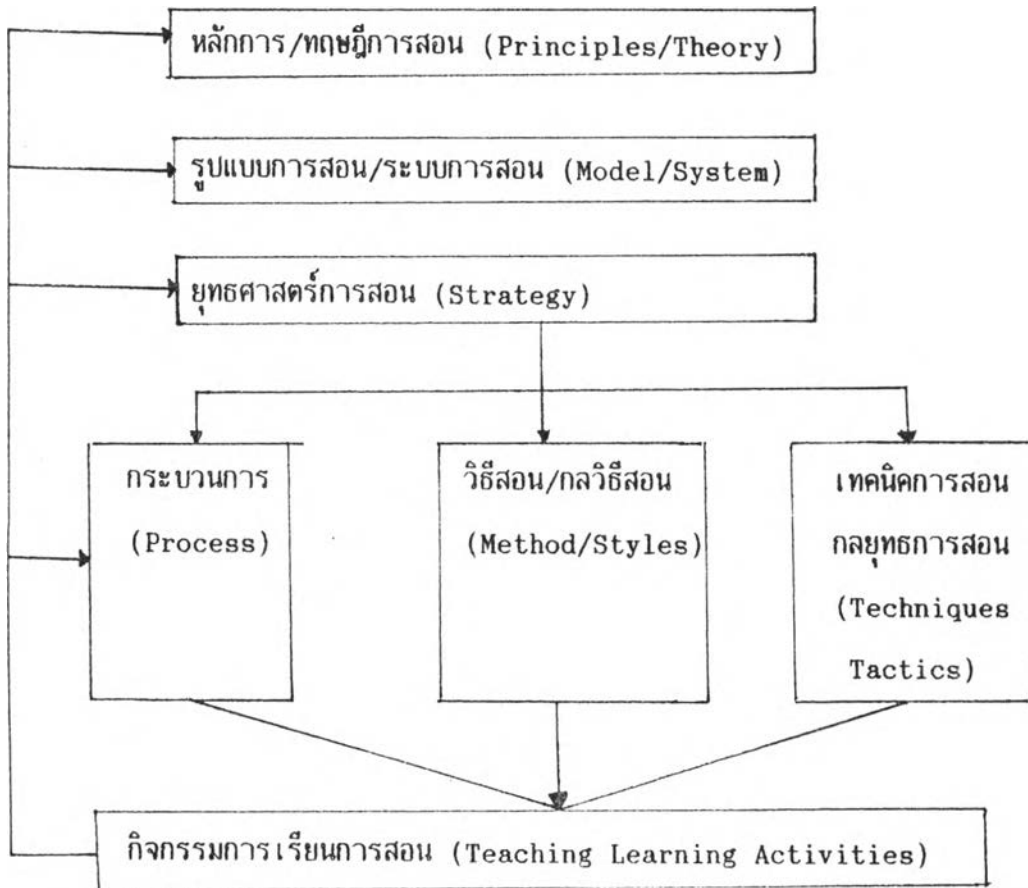 หลักการ/ทฤษฎีการสอน (Principles/Theory)
รูปแบบการสอน/ระบบการสอน (Model/System)
ยุทธศาสตร์การสอน (Strategy)
กระบวนการ
(Process)
วิธีสอน/กลวิธีสอน
(Method/Styles)
เทคนิคการสอน
กลยุทธการสอน
(Techniques
Tactics)
กิจกรรมการเรียนการสอน (Teaching Learning Activities)